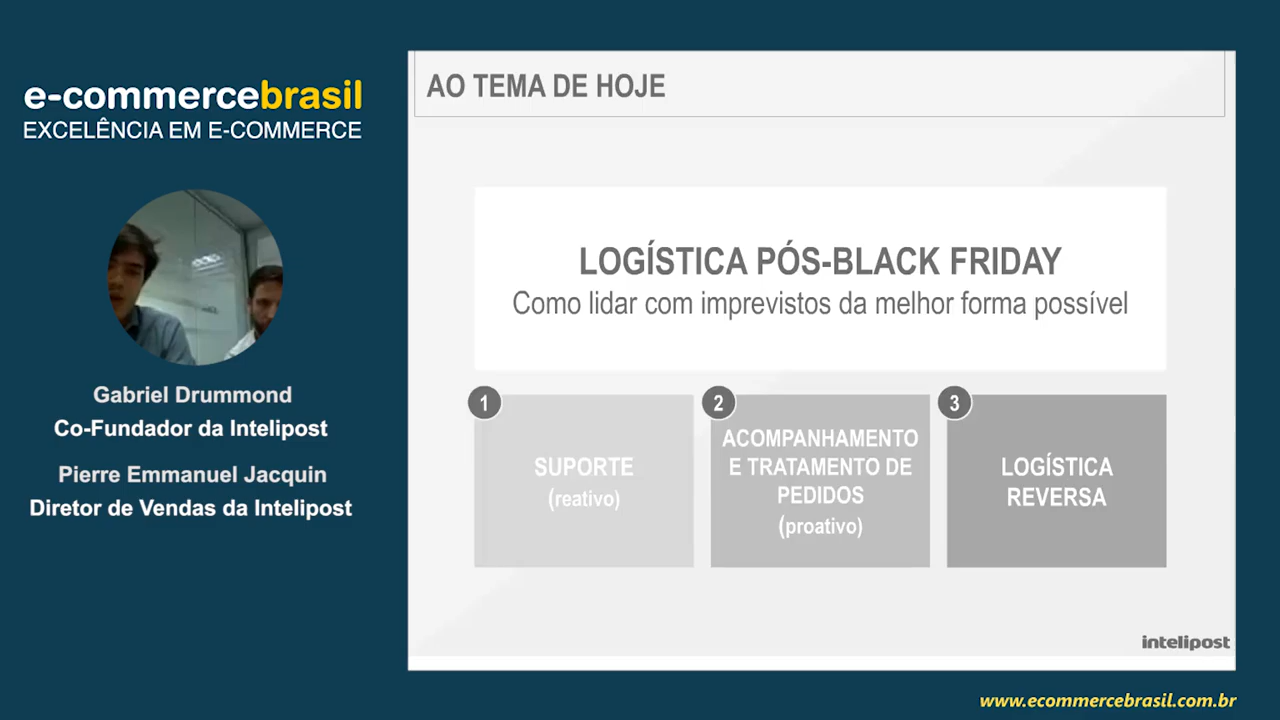 e-commercebrasil
EXCELÊNCIA EM E-COMMERCE
Gabriel Drummond
Co-Fundador da Intelipost
Pierre Emmanuel Jacquin
Diretor de Vendas da Intelipost
AO TEMA DE HOJE
LOGÍSTICA PÓS-BLACK FRIDAY
Como lidar com imprevistos da melhor forma possível
1
SUPORTE
(reativo)
2
ACOMPANHAMENTO
E TRATAMENTO DE
PEDIDOS
(proativo)
3
LOGÍSTICA
REVERSA
intelipost
www.ecommercebrasil.com.br